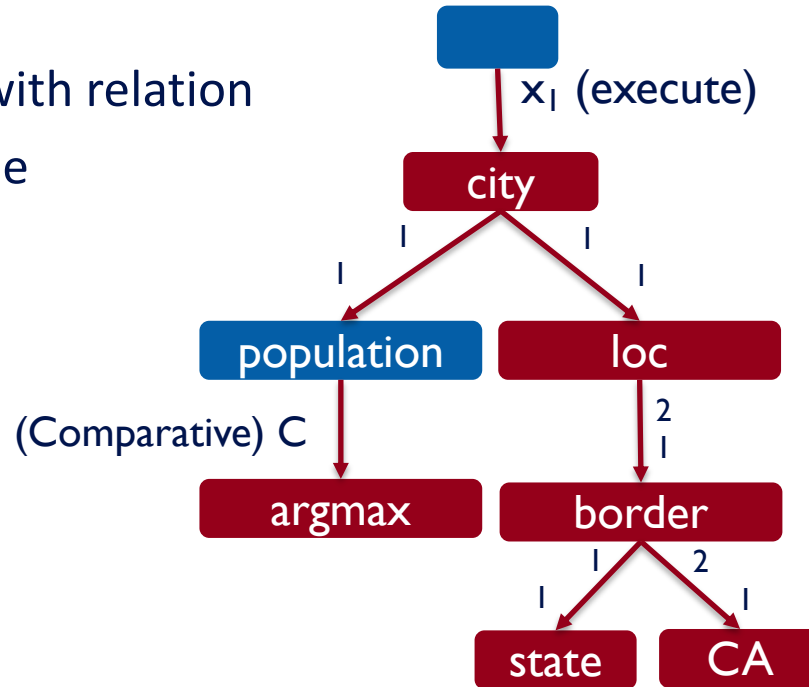 with relation
e
x₁ (execute)
city
1 1
1 1
population loc
(Comparative) C
2
1
argmax border
1 2
1 1
state CA